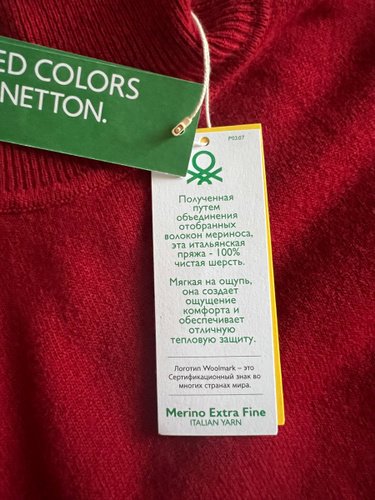 ED COLORS
NETTON.
P03.07
Полученная
путем
объединения
отобранных
волокон мериноса,
эта итальянская
пряжа - 100%
чистая шерсть.
Мягкая на ощупь,
она создает
ощущение
комфорта и
обеспечивает
отличную
тепловую защиту.
Логотип Woolmark – это
Сертификационный знак во
многих странах мира.
Merino Extra Fine
ITALIAN YARN